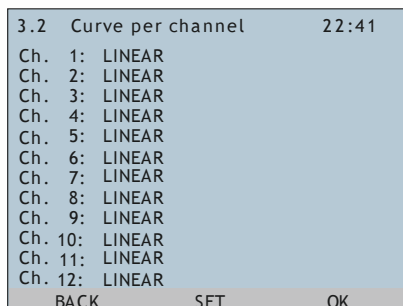 3.2 Curve per channel 22:41
Ch. 1: LINEAR
Ch. 2: LINEAR
Ch. 3: LINEAR
Ch. 4: LINEAR
Ch. 5: LINEAR
Ch. 6: LINEAR
Ch. 7: LINEAR
Ch. 8: LINEAR
Ch. 9: LINEAR
Ch. 10: LINEAR
Ch. 11: LINEAR
Ch. 12: LINEAR
BACK SET OK